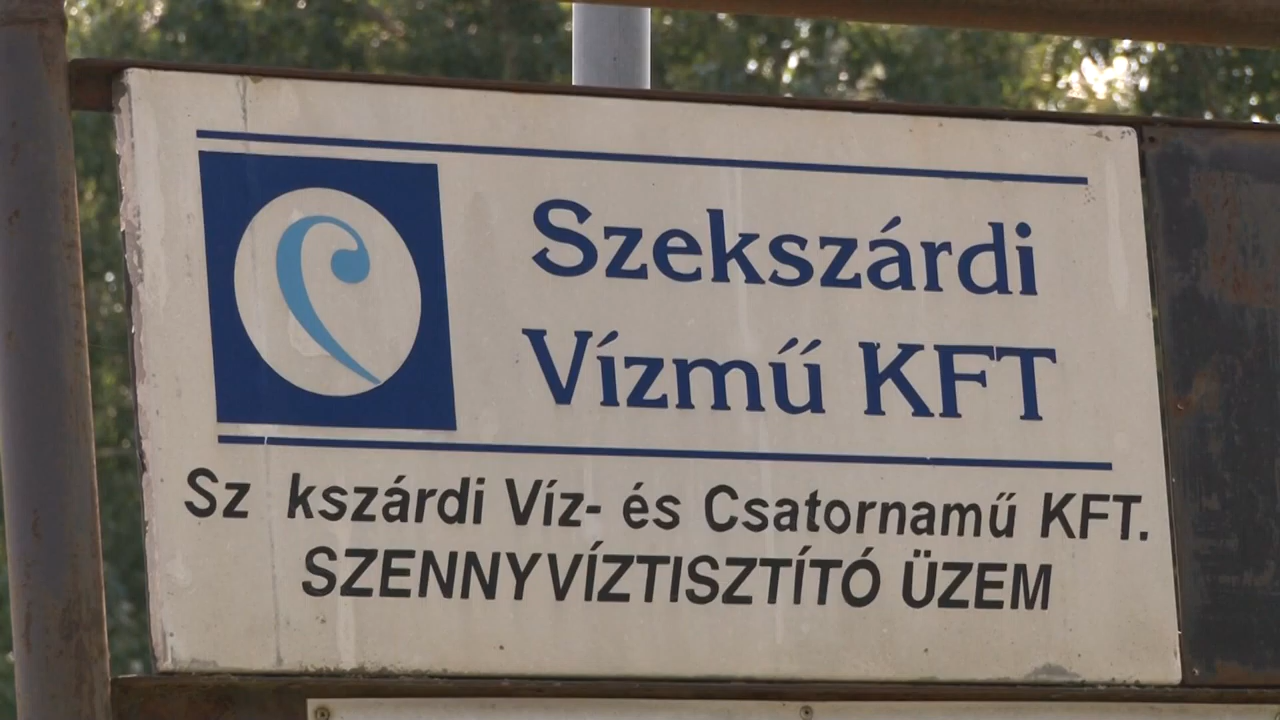 Szekszárdi
Vízmű KFT
Sz kszárdi Víz- és Csatornamű KFT.
SZENNYVÍZTISZTÍTÓ ÜZEM